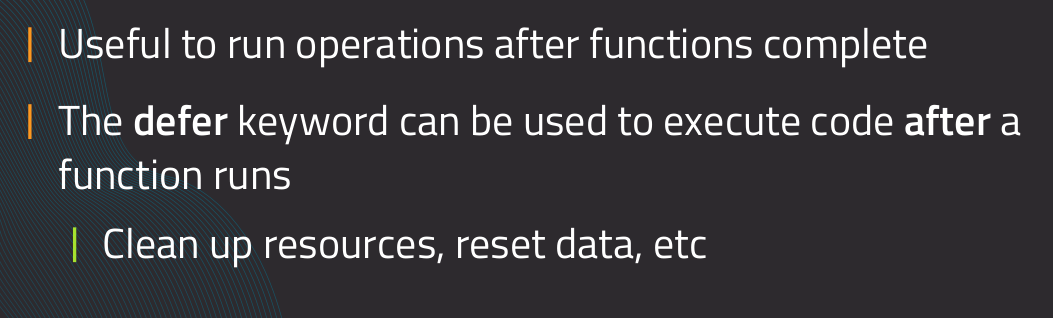 Useful to run operations after functions complete
The defer keyword can be used to execute code after a
function runs
Clean up resources, reset data, etc